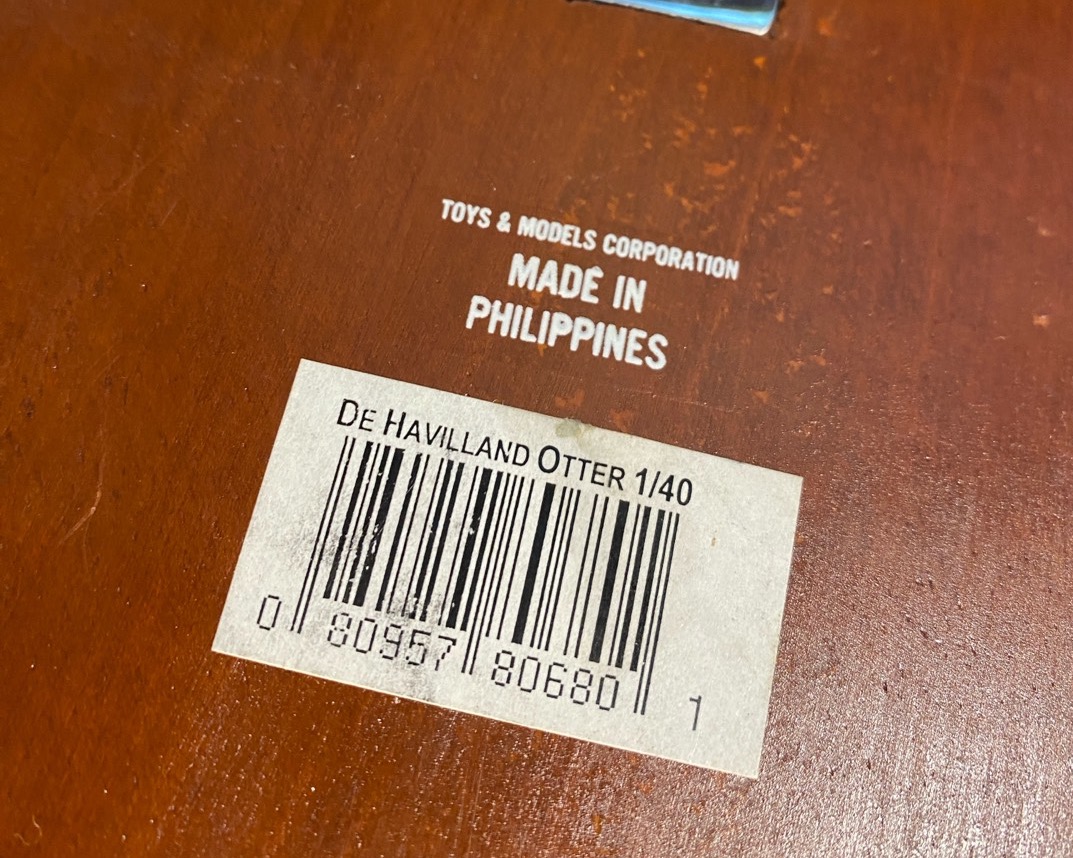 TOYS & MODELS CORPORATION
MADE IN
PHILIPPINES
DE HAVILLAND OTTER 1/40
0 80957 80680 1